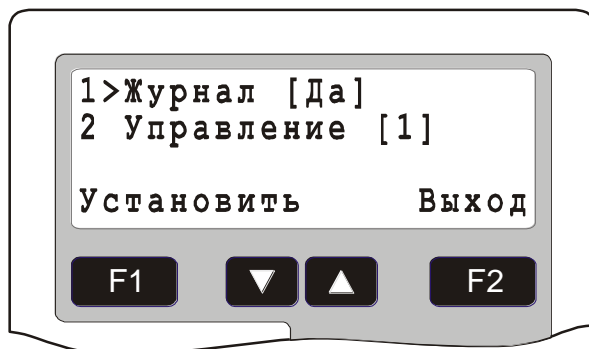 1>Журнал [Да]
2 Управление [1]
Установить Выход
F1 F2